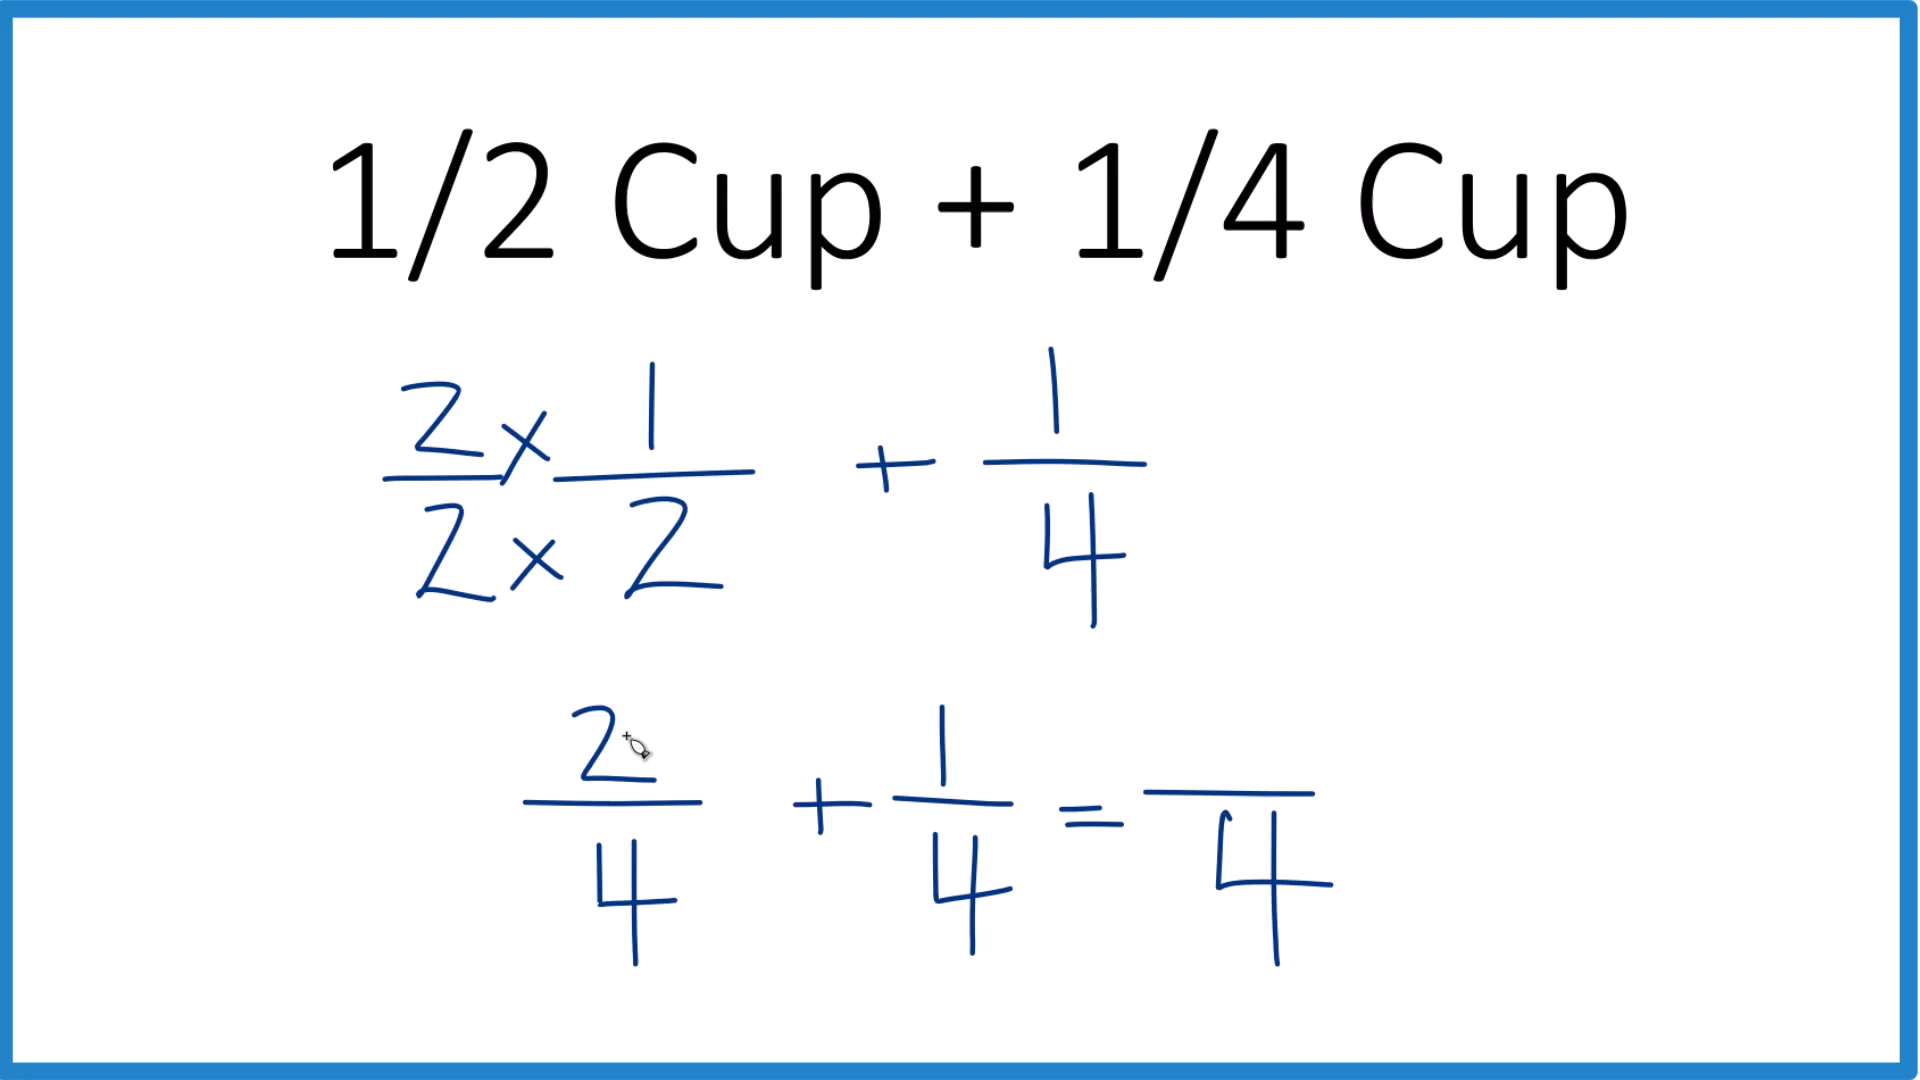 1/2 Cup + 1/4 Cup
2 x 1 + 1
2 x 2 4
2 + 1 =
4 4 4